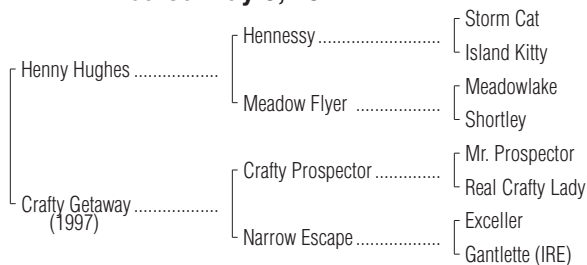 Hennessy ..............................
Storm Cat
Island Kitty
Henny Hughes .....................
Meadow Flyer .....................
Meadowlake
Shortley
Crafty Prospector ................
Mr. Prospector
Real Crafty Lady
Crafty Getaway .....................
(1997)
Narrow Escape .....................
Exceller
Gantlette (IRE)